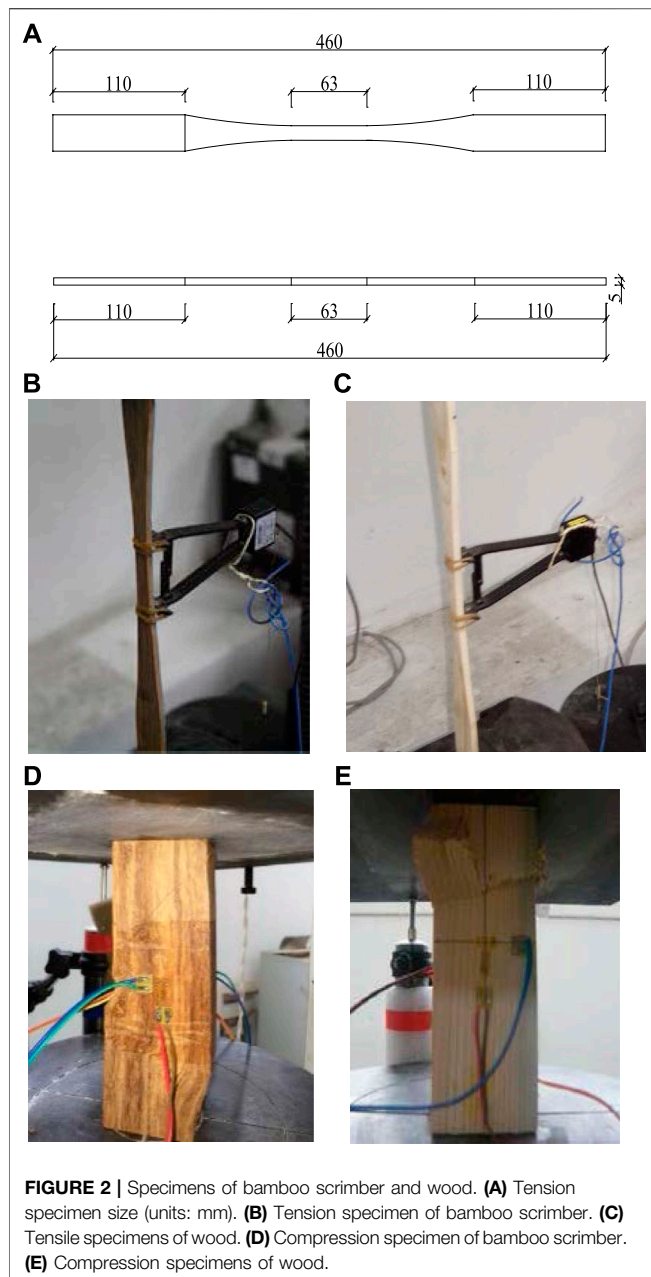 A
460
110 63 110
5
110 63 110
460
B C
D E
FIGURE 2 | Specimens of bamboo scrimber and wood. (A) Tension
specimen size (units: mm). (B) Tension specimen of bamboo scrimber. (C)
Tensile specimens of wood. (D) Compression specimen of bamboo scrimber.
(E) Compression specimens of wood.